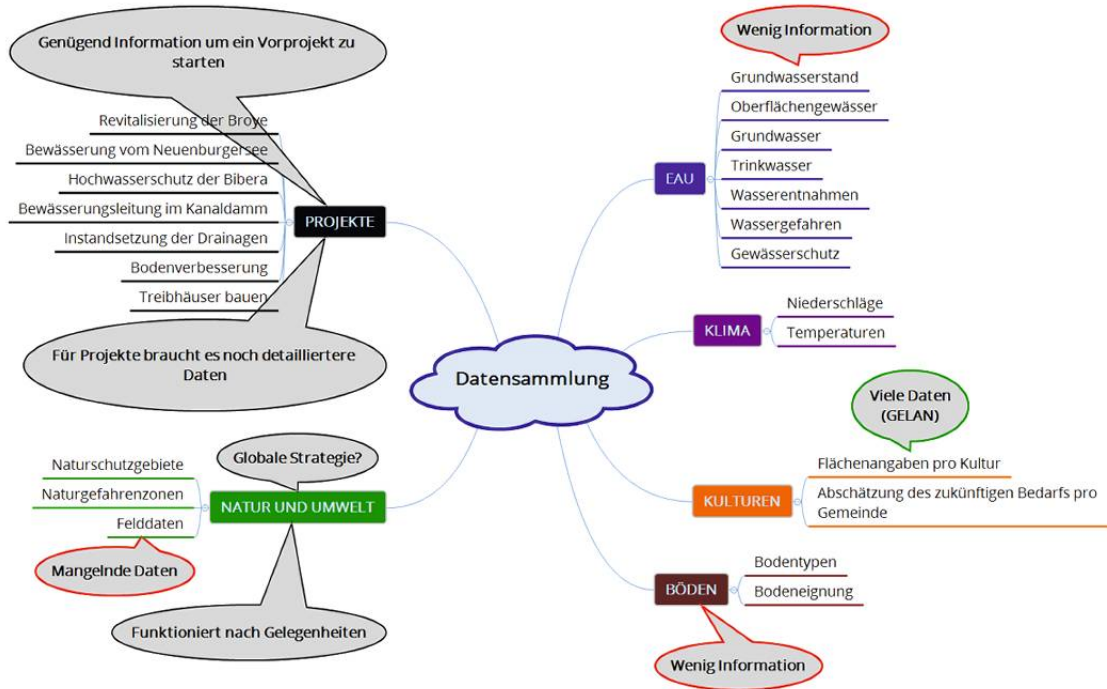 Genügend Information um ein Vorprojekt zu
starten
Revitalisierung der Broye
Bewässerung vom Neuenburgersee
Hochwasserschutz der Bibera
Bewässerungsleitung im Kanaldamm
Instandsetzung der Drainagen
Bodenverbesserung
Treibhäuser bauen
PROJEKTE
Für Projekte braucht es noch detailliertere
Daten
Globale Strategie?
Naturschutzgebiete
Naturgefahrenzonen
Felddaten
NATUR UND UMWELT
Mangelnde Daten
Funktioniert nach Gelegenheiten
Datensammlung
Wenig Information
Grundwasserstand
Oberflächengewässer
Grundwasser
Trinkwasser
Wasserentnahmen
Wassergefahren
Gewässerschutz
EAU
KLIMA
Niederschläge
Temperaturen
Viele Daten
(GELAN)
KULTUREN
Flächenangaben pro Kultur
Abschätzung des zukünftigen Bedarfs pro
Gemeinde
BÖDEN
Bodentypen
Bodeneignung
Wenig Information